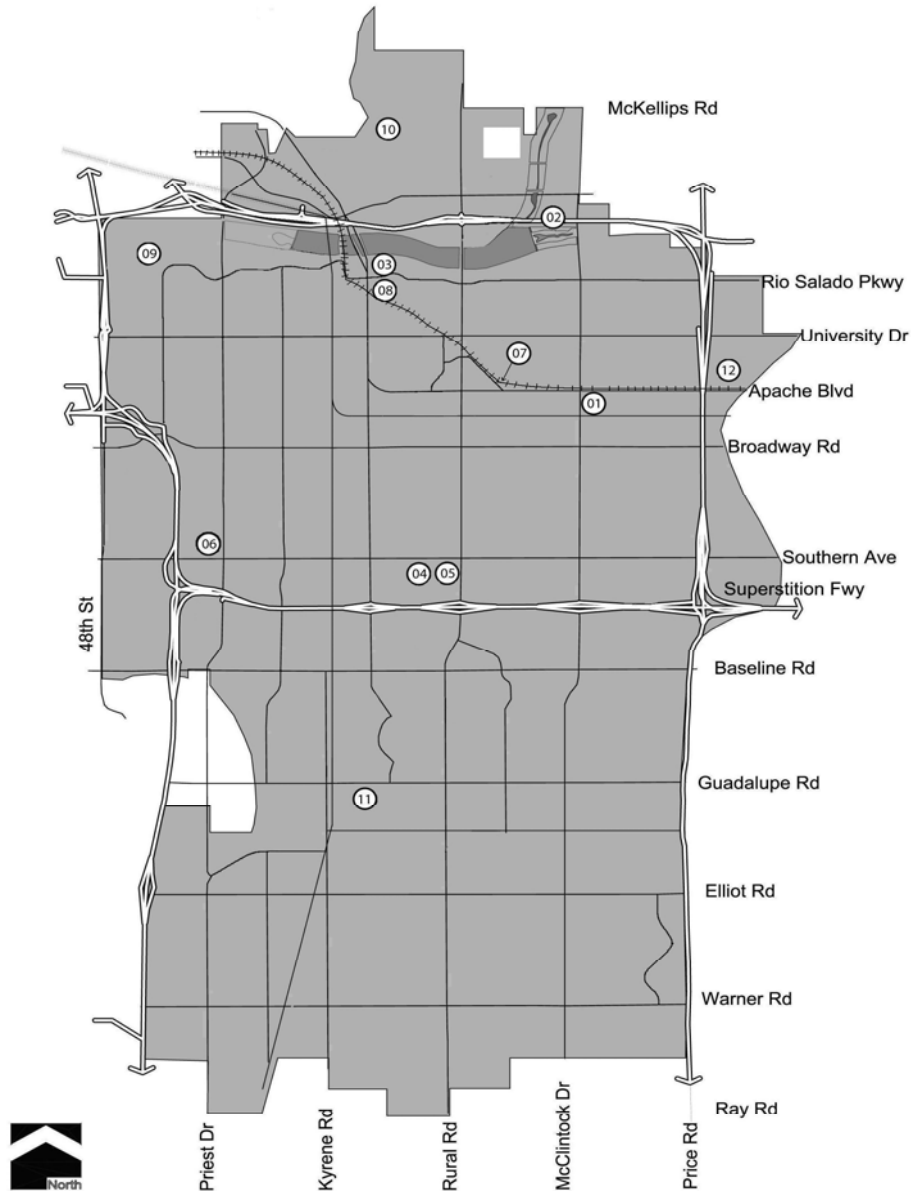 McKellips Rd
10
02
09
03
Rio Salado Pkwy
08
University Dr
07
12
Apache Blvd
01
Broadway Rd
06
Southern Ave
04
05
Superstition Fwy
48th St
Baseline Rd
Guadalupe Rd
11
Elliot Rd
Warner Rd
Ray Rd
Priest Dr
Kyrene Rd
Rural Rd
McClintock Dr
Price Rd
North